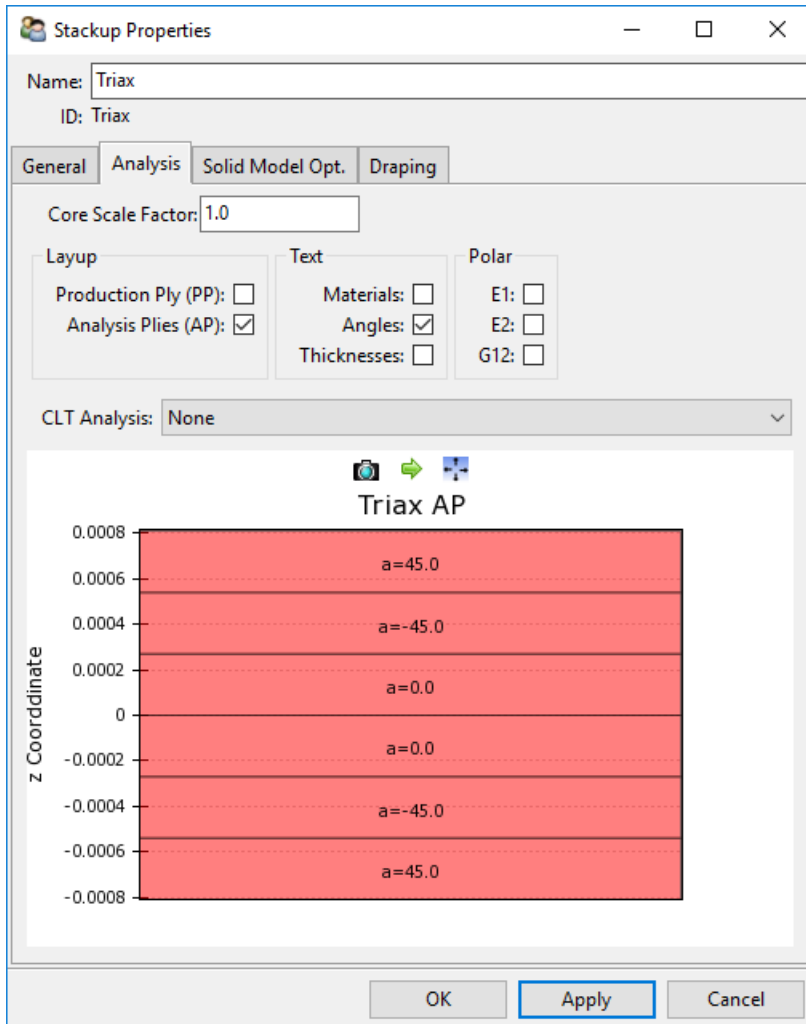 Stackup Properties
Name: Triax
ID: Triax
General Analysis Solid Model Opt. Draping
Core Scale Factor: 1.0
Layup Text Polar
Production Ply (PP): Materials: E1:
Analysis Plies (AP): Angles: E2:
Thicknesses: G12:
CLT Analysis: None
Triax AP
0.0008
a=45.0
0.0006
0.0004
a=-45.0
0.0002
a=0.0
0
z Coorddinate
-0.0002
a=0.0
-0.0004
a=-45.0
-0.0006
a=45.0
-0.0008
OK Apply Cancel